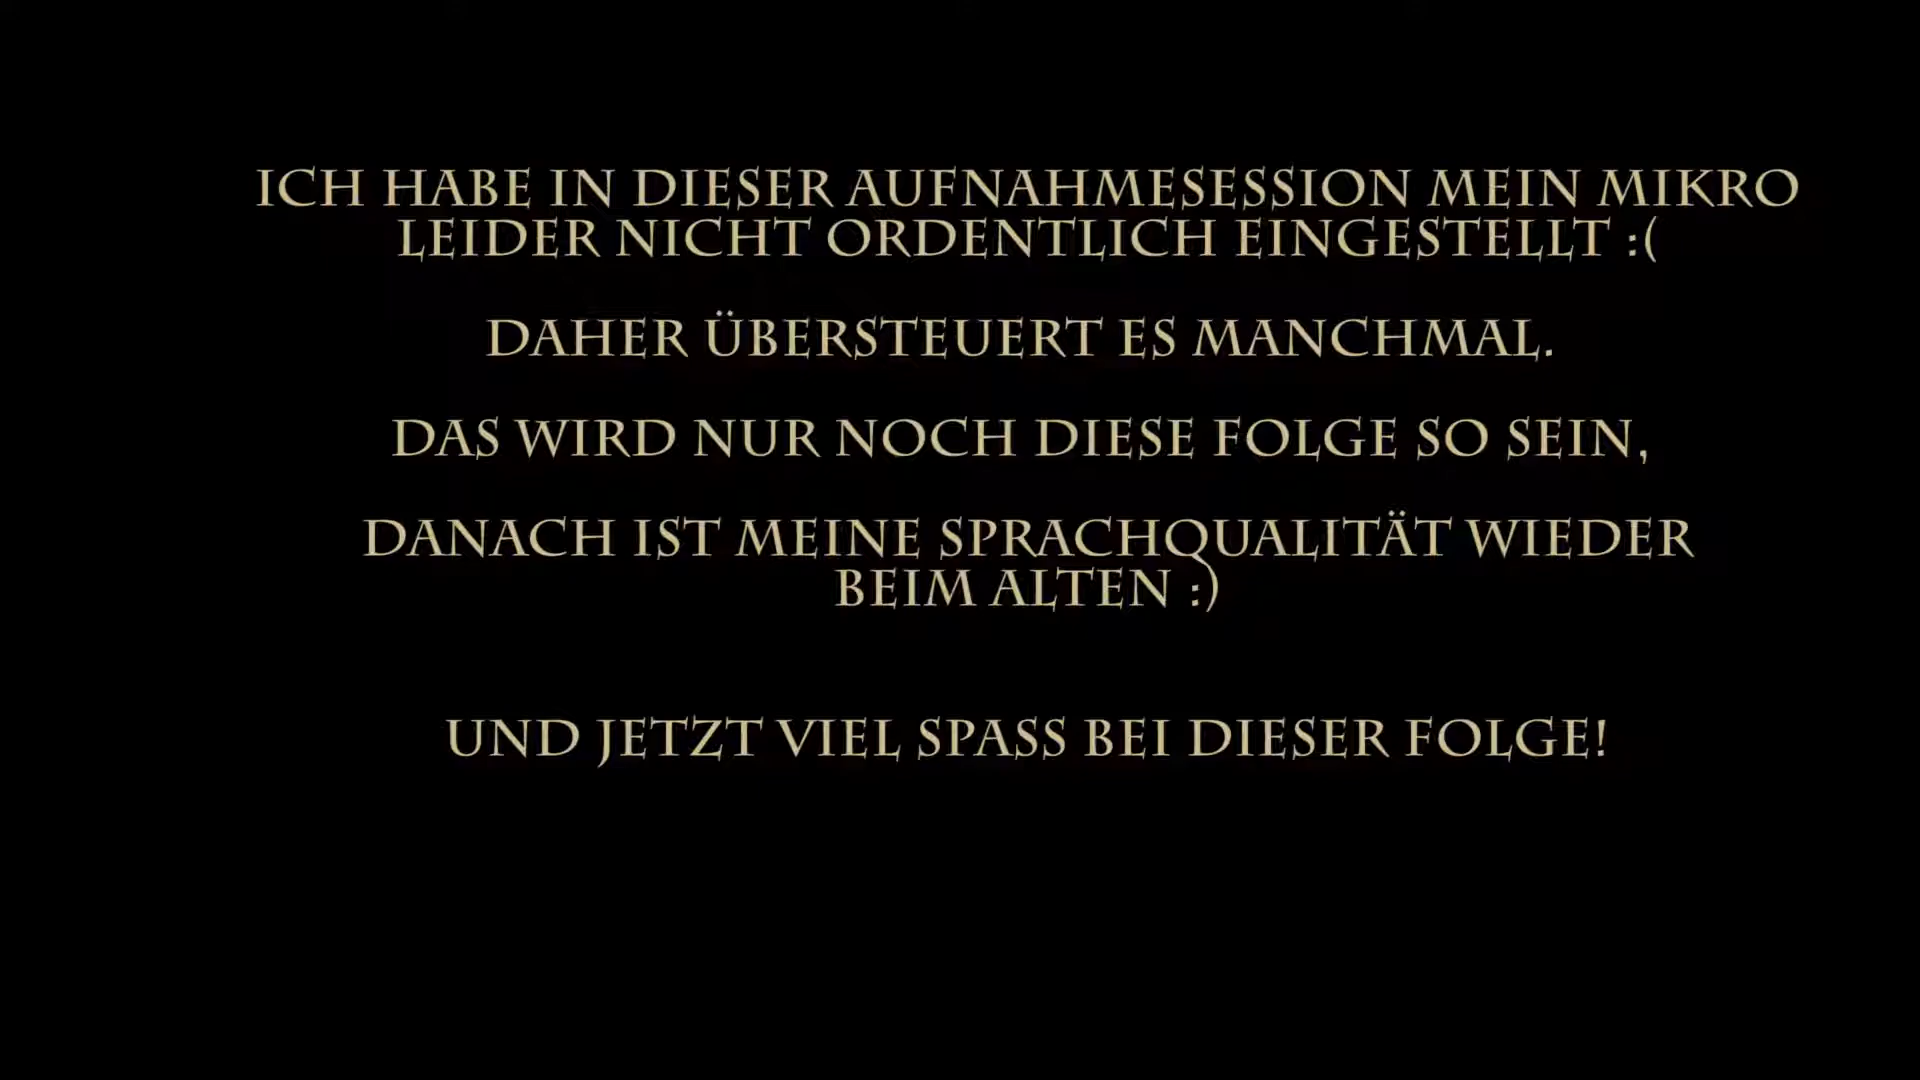 ICH HABE IN DIESER AUFNAHMESESSION MEIN MIKRO
LEIDER NICHT ORDENTLICH EINGESTELLT :(
DAHER ÜBERSTEUERT ES MANCHMAL.
DAS WIRD NUR NOCH DIESE FOLGE SO SEIN,
DANACH IST MEINE SPRACHQUALITÄT WIEDER
BEIM ALTEN :)
UND JETZT VIEL SPASS BEI DIESER FOLGE!